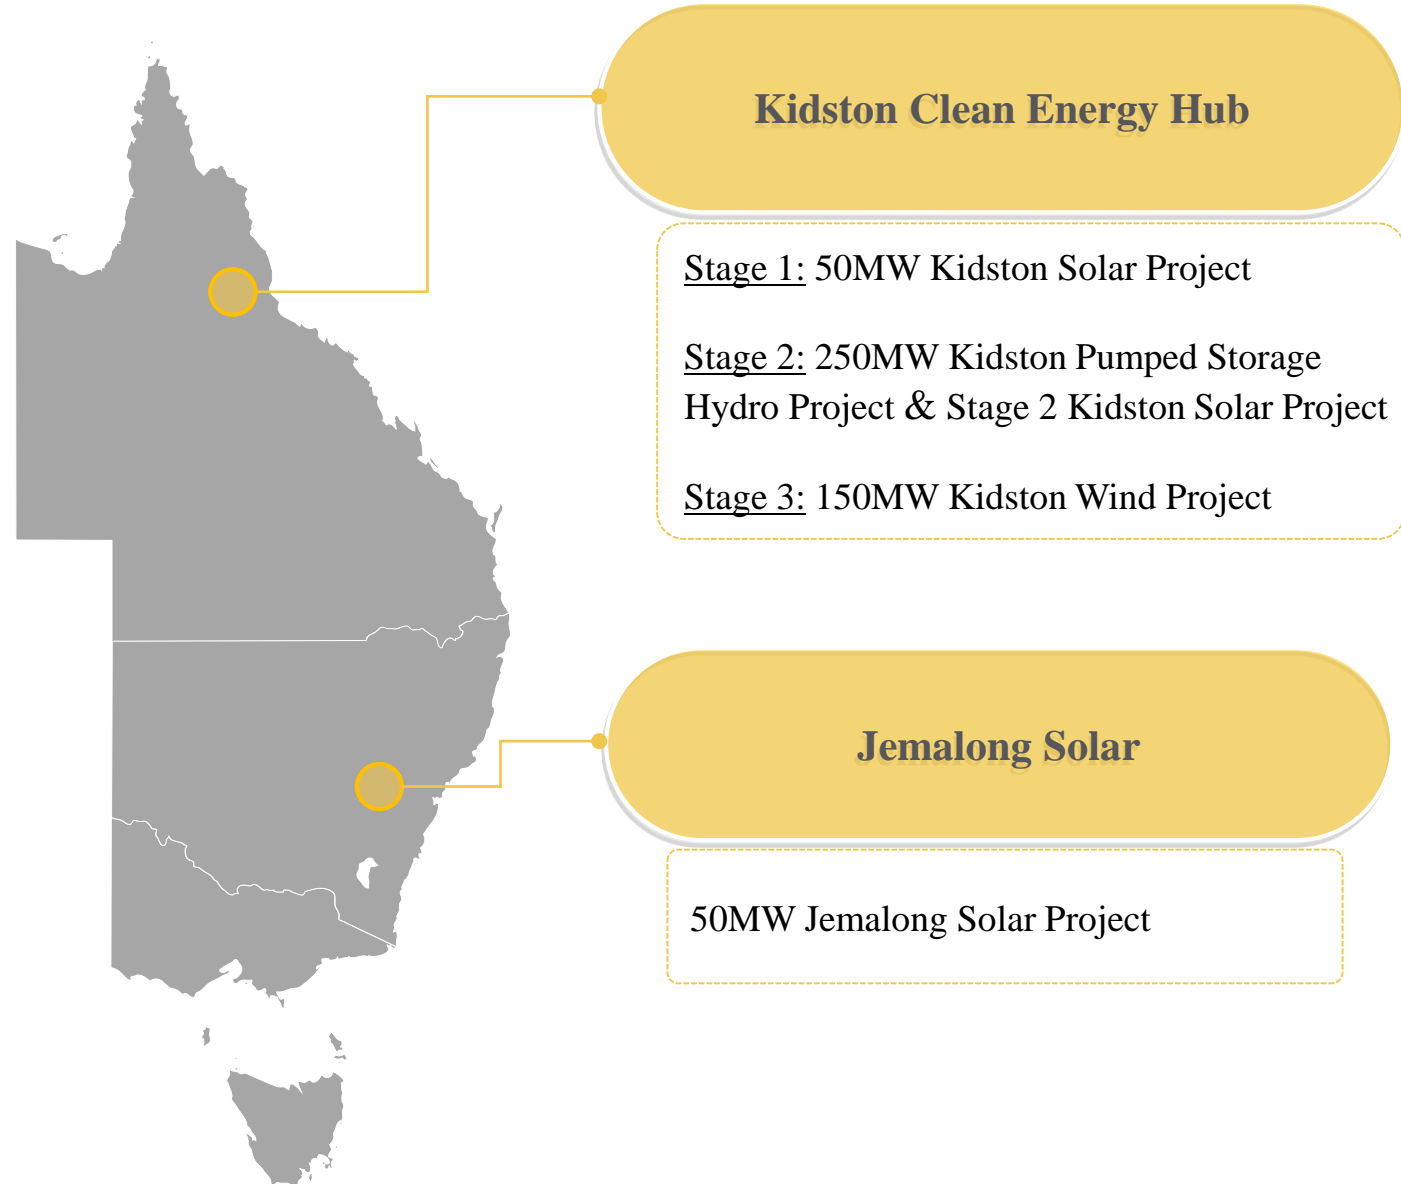 Kidston Clean Energy Hub
Stage 1: 50MW Kidston Solar Project
Stage 2: 250MW Kidston Pumped Storage
Hydro Project & Stage 2 Kidston Solar Project
Stage 3: 150MW Kidston Wind Project
Jemalong Solar
50MW Jemalong Solar Project